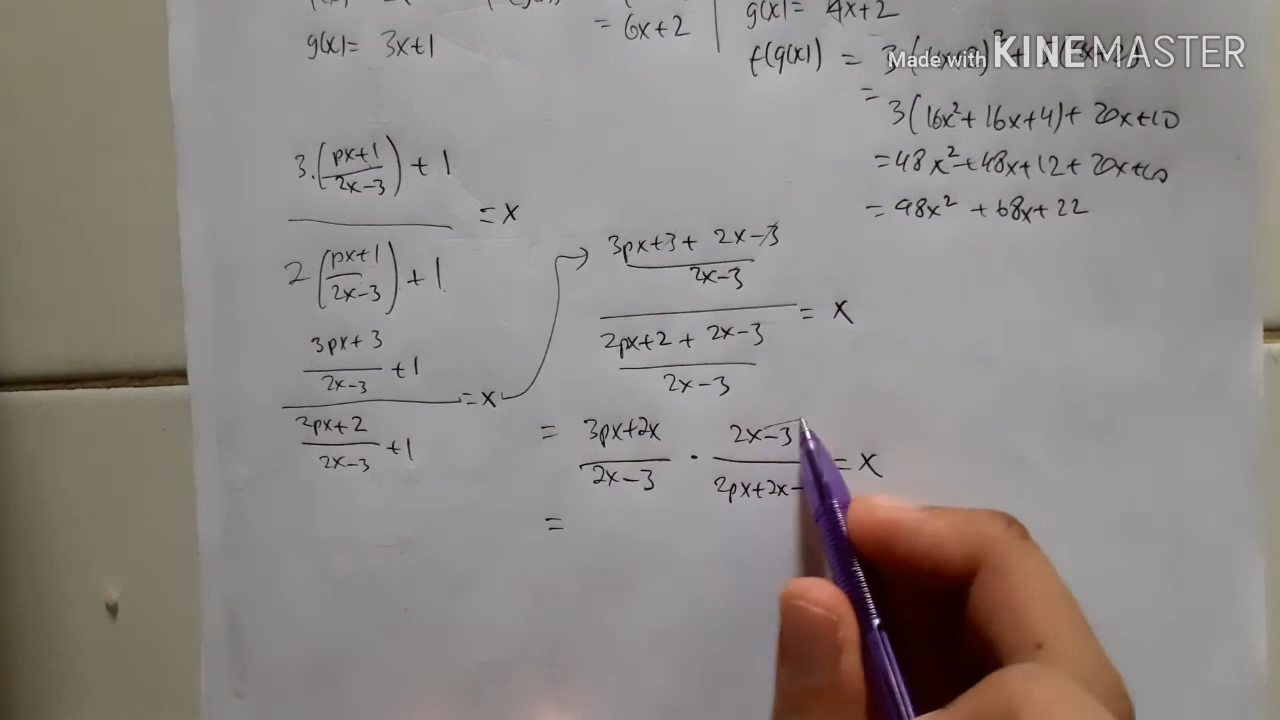 g(x) = 3x+1
= 6x+2
g(x) = 4x+2
f(g(x)) =
Made with KINEMASTER
= 3(16x²+16x+4)+20x+10
= 48x²+48x+12+20x+10
= 98x²+68x+22
3.(px+1/2x-3)+1
= x
2(px+1/2x-3)+1
3px+3/2x-3 +1
= x
2px+2/2x-3 +1
3px+3+2x-3/2x-3
= x
2px+2+2x-3/2x-3
= 3px+2x/2x-3 · 2x-3/2px+2x- = x
=